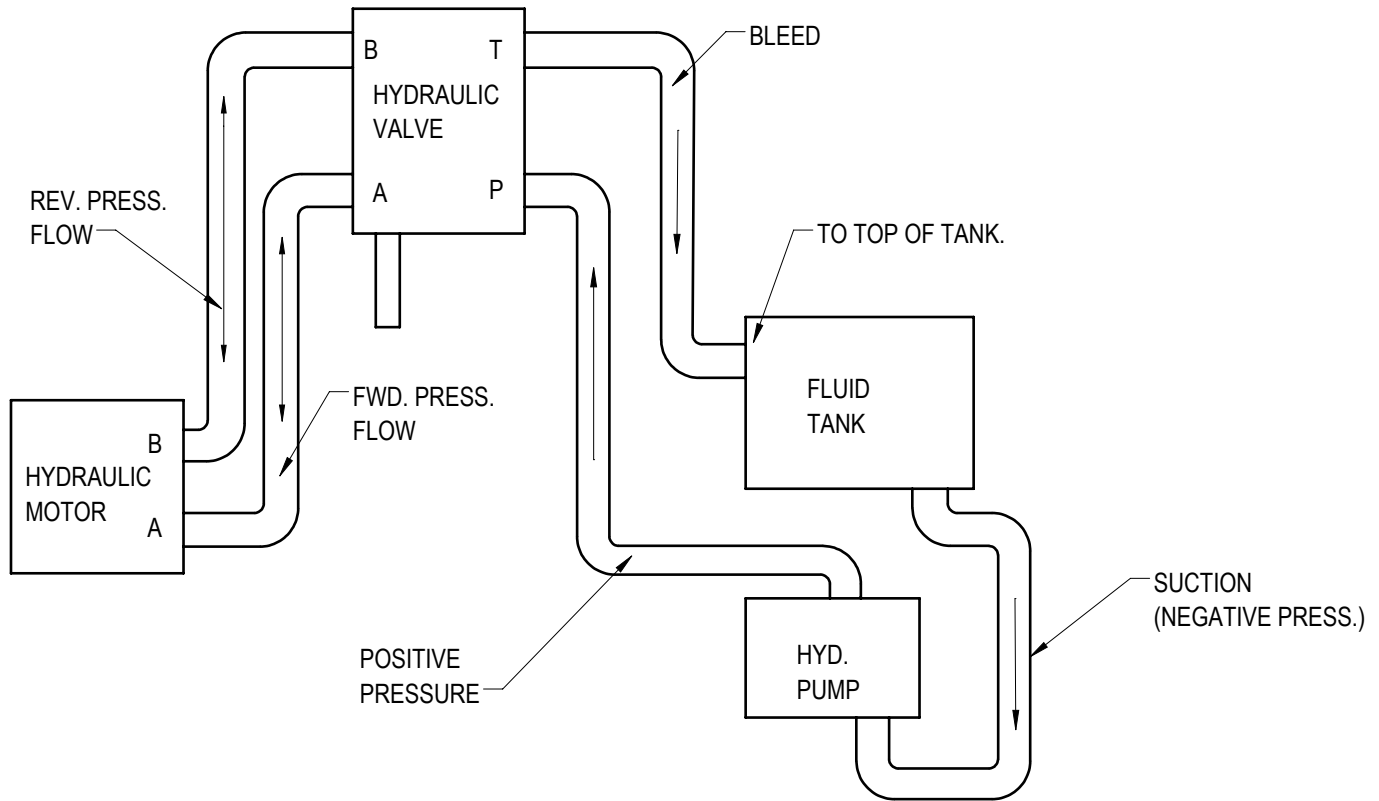 B
T
BLEED
HYDRAULIC
VALVE
A
P
REV. PRESS.
FLOW
TO TOP OF TANK.
FWD. PRESS.
FLOW
FLUID
TANK
B
HYDRAULIC
MOTOR
A
SUCTION
(NEGATIVE PRESS.)
POSITIVE
PRESSURE
HYD.
PUMP